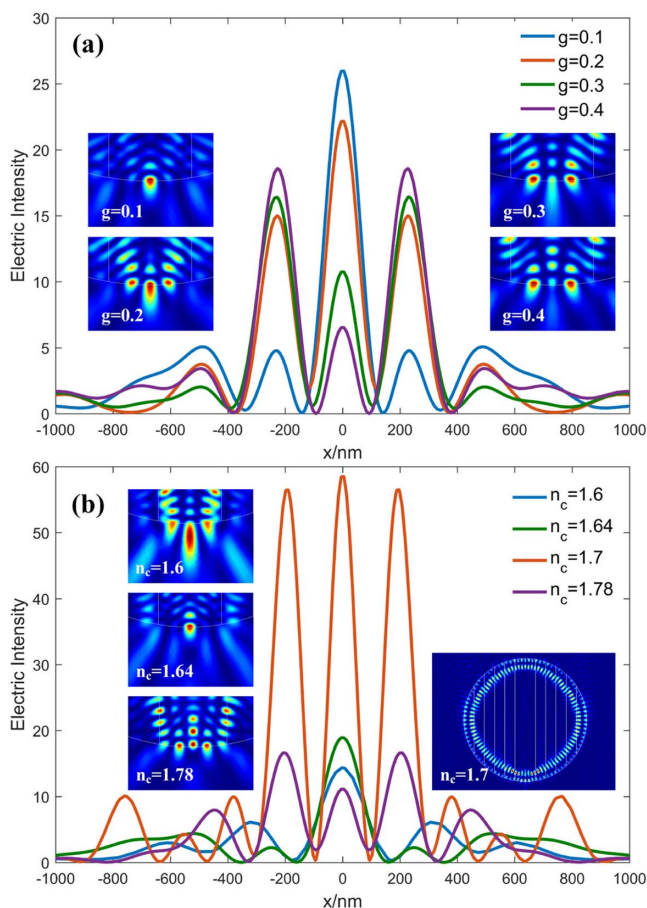 30
(a)
g=0.1
g=0.2
g=0.3
g=0.4
25
20
15
10
5
0
Electric Intensity
g=0.1
g=0.2
g=0.3
g=0.4
-1000 -800 -600 -400 -200 0 200 400 600 800 1000
x/nm
60
(b)
n_c=1.6
n_c=1.64
n_c=1.7
n_c=1.78
50
40
30
20
10
0
Electric Intensity
n_c=1.6
n_c=1.64
n_c=1.78
n_c=1.7
-1000 -800 -600 -400 -200 0 200 400 600 800 1000
x/nm